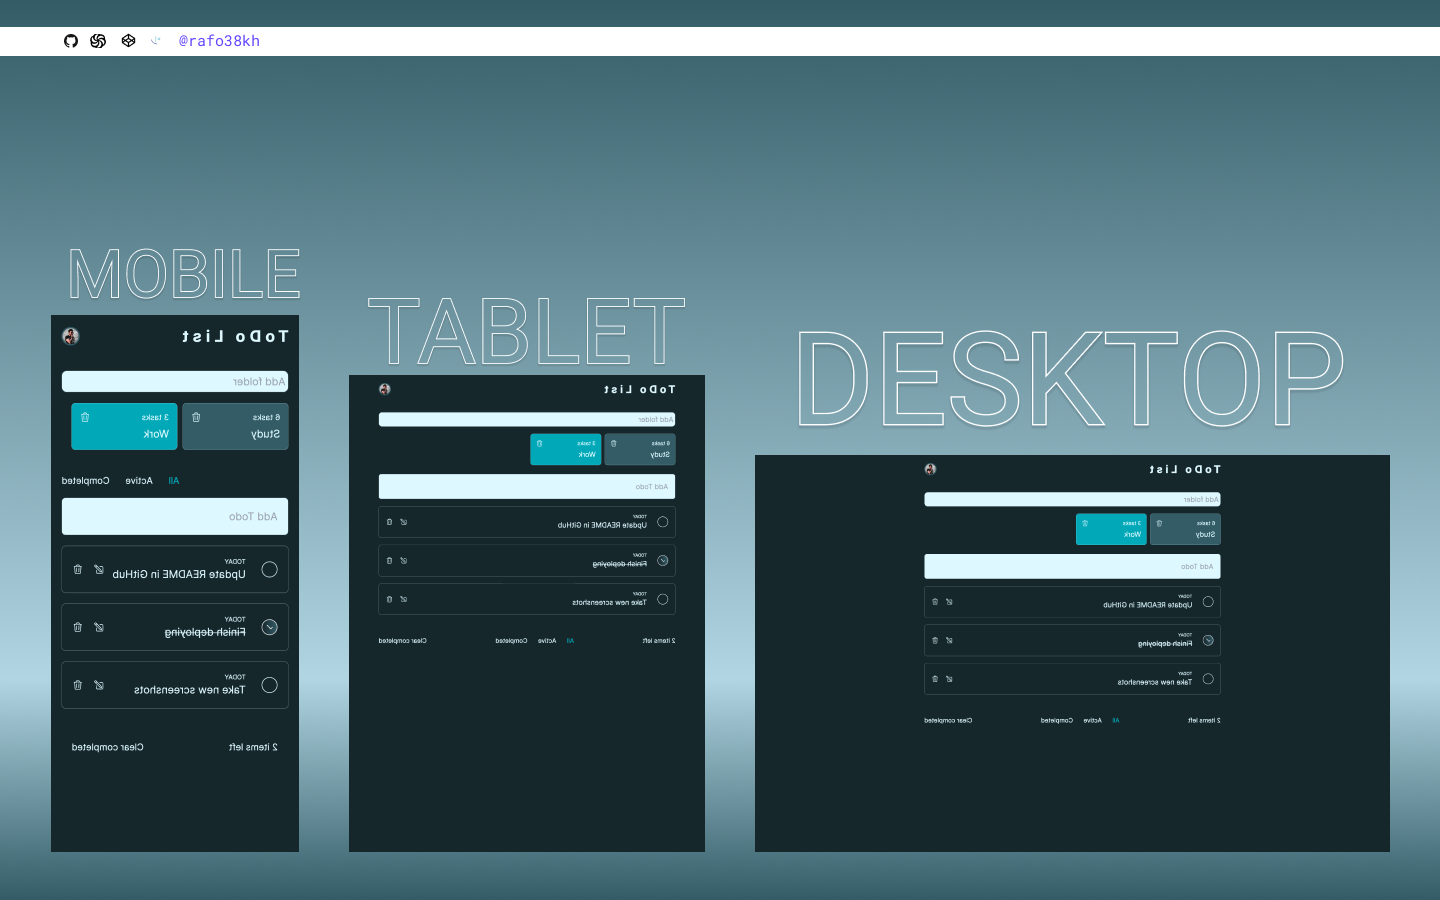 @rafo38kh
MOBILE
ToDo List
Add folder
6 tasks
Study
3 tasks
Work
All Active Completed
Add Todo
TODAY
Update README in GitHub
TODAY
Finish deploying
TODAY
Take new screenshots
2 items left Clear completed
TABLET
ToDo List
Add folder
6 tasks
Study
3 tasks
Work
Add Todo
TODAY
Update README in GitHub
TODAY
Finish deploying
TODAY
Take new screenshots
2 items left All Active Completed Clear completed
DESKTOP
ToDo List
Add folder
6 tasks
Study
3 tasks
Work
Add Todo
TODAY
Update README in GitHub
TODAY
Finish deploying
TODAY
Take new screenshots
2 items left All Active Completed Clear completed